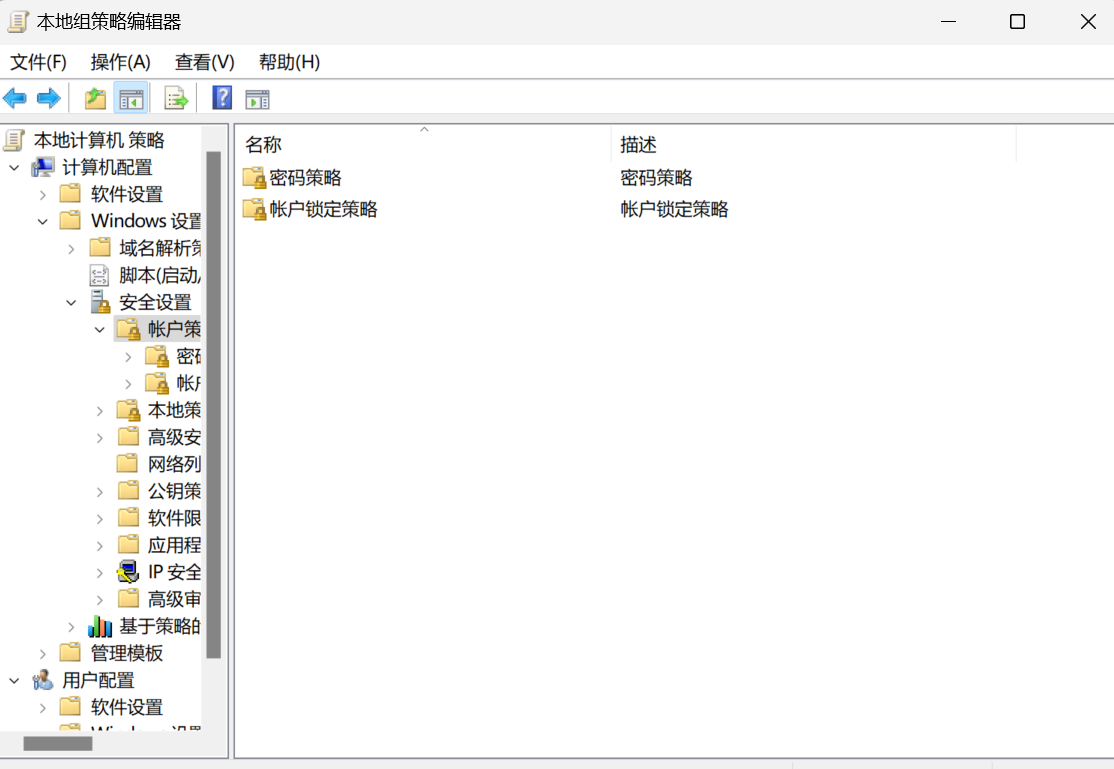 本地组策略编辑器
文件(F) 操作(A) 查看(V) 帮助(H)
本地计算机 策略
计算机配置
软件设置
Windows 设置
域名解析策
脚本(启动/
安全设置
帐户策
密码
帐户
本地策
高级安
网络列
公钥策
软件限
应用程
IP 安全
高级审
基于策略的
管理模板
用户配置
软件设置
Windows 设置
名称 描述
密码策略 密码策略
帐户锁定策略 帐户锁定策略